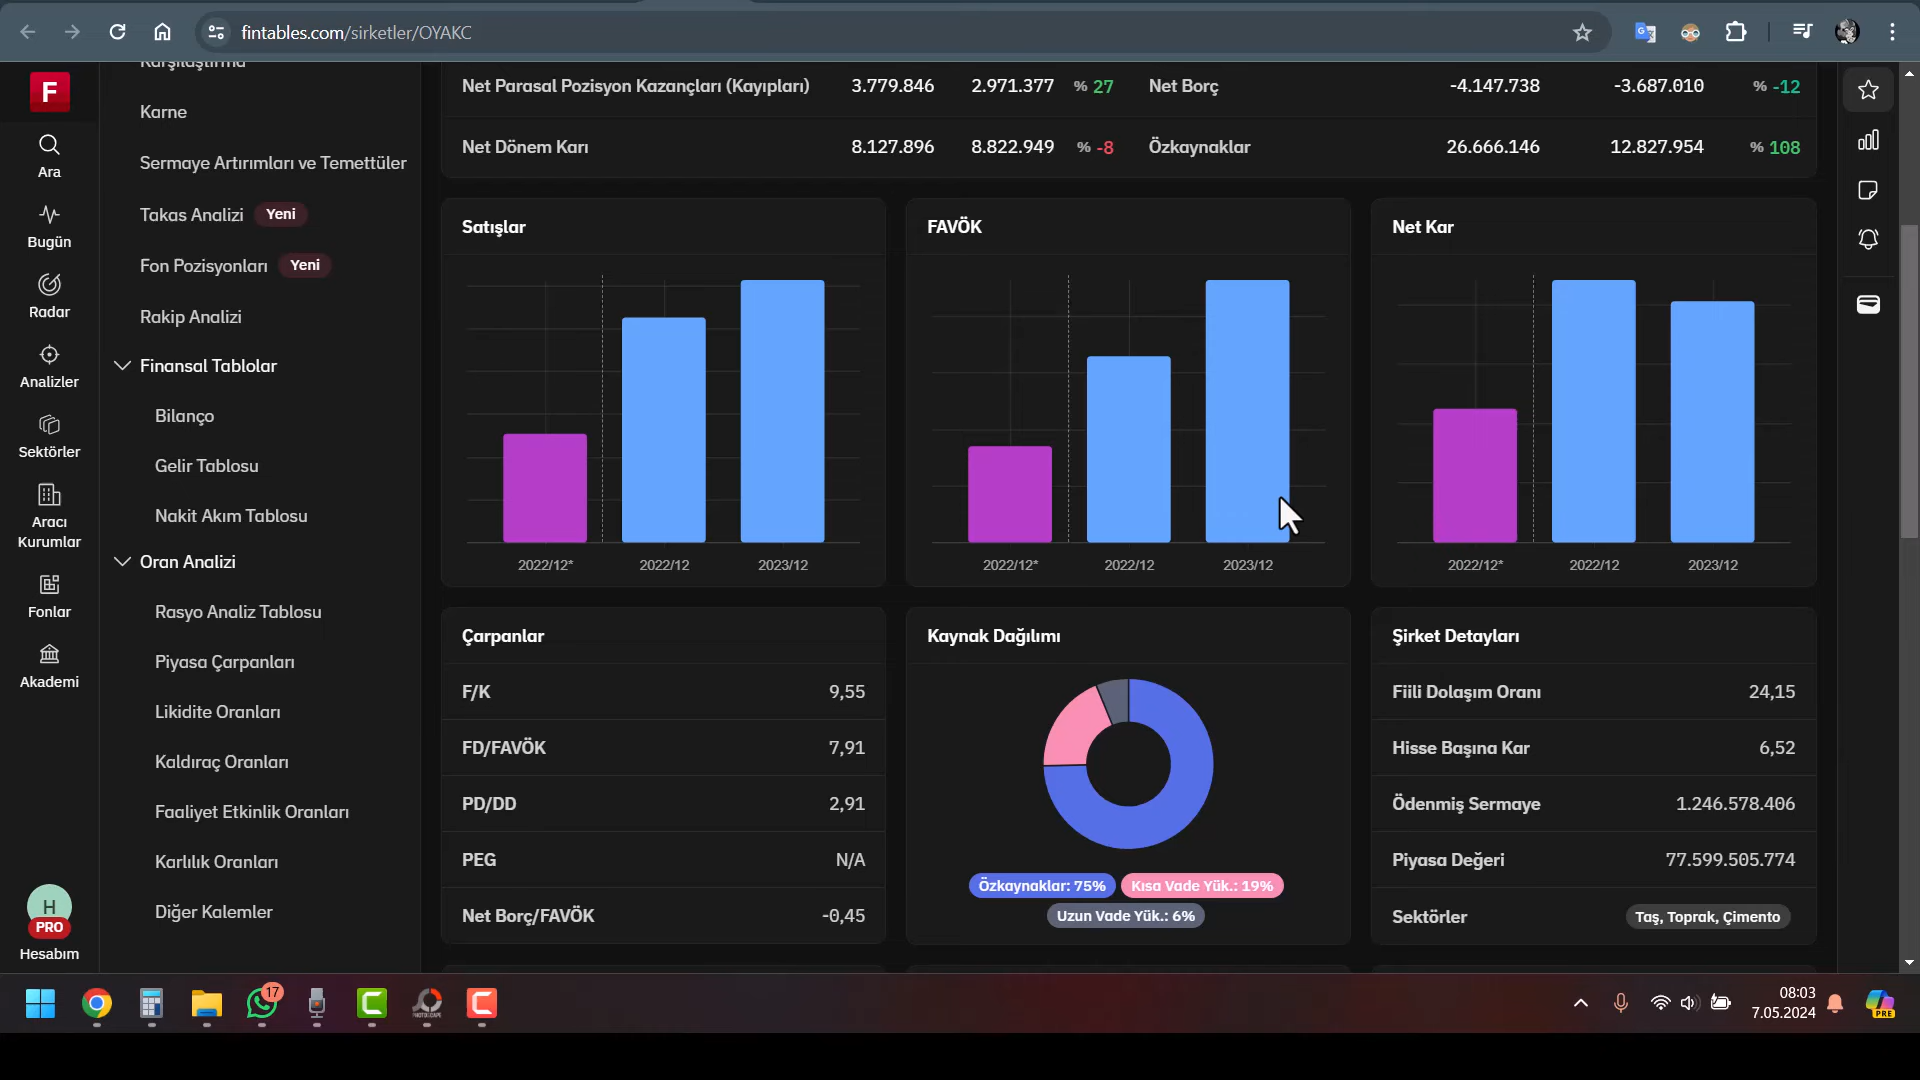 fintables.com/sirketler/OYAKC
F
Ara
Bugün
Radar
Analizler
Sektörler
Aracı
Kurumlar
Fonlar
Akademi
H
PRO
Hesabım
Karşılaştırma
Karne
Sermaye Artırımları ve Temettüler
Takas Analizi Yeni
Fon Pozisyonları Yeni
Rakip Analizi
Finansal Tablolar
Bilanço
Gelir Tablosu
Nakit Akım Tablosu
Oran Analizi
Rasyo Analiz Tablosu
Piyasa Çarpanları
Likidite Oranları
Kaldıraç Oranları
Faaliyet Etkinlik Oranları
Karlılık Oranları
Diğer Kalemler
Net Parasal Pozisyon Kazançları (Kayıpları) 3.779.846 2.971.377 % 27 Net Borç -4.147.738 -3.687.010 % -12
Net Dönem Karı 8.127.896 8.822.949 % -8 Özkaynaklar 26.666.146 12.827.954 % 108
Satışlar
2022/12* 2022/12 2023/12
FAVÖK
2022/12* 2022/12 2023/12
Net Kar
2022/12* 2022/12 2023/12
Çarpanlar
F/K 9,55
FD/FAVÖK 7,91
PD/DD 2,91
PEG N/A
Net Borç/FAVÖK -0,45
Kaynak Dağılımı
Özkaynaklar: 75% Kısa Vade Yük.: 19%
Uzun Vade Yük.: 6%
Şirket Detayları
Fiili Dolaşım Oranı 24,15
Hisse Başına Kar 6,52
Ödenmiş Sermaye 1.246.578.406
Piyasa Değeri 77.599.505.774
Sektörler Taş, Toprak, Çimento
17
08:03
7.05.2024
PRE